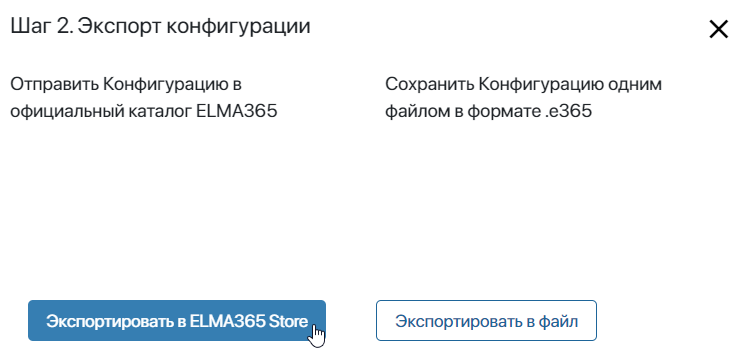 Шаг 2. Экспорт конфигурации
Отправить Конфигурацию в
официальный каталог ELMA365
Сохранить Конфигурацию одним
файлом в формате .e365
Экспортировать в ELMA365 Store
Экспортировать в файл